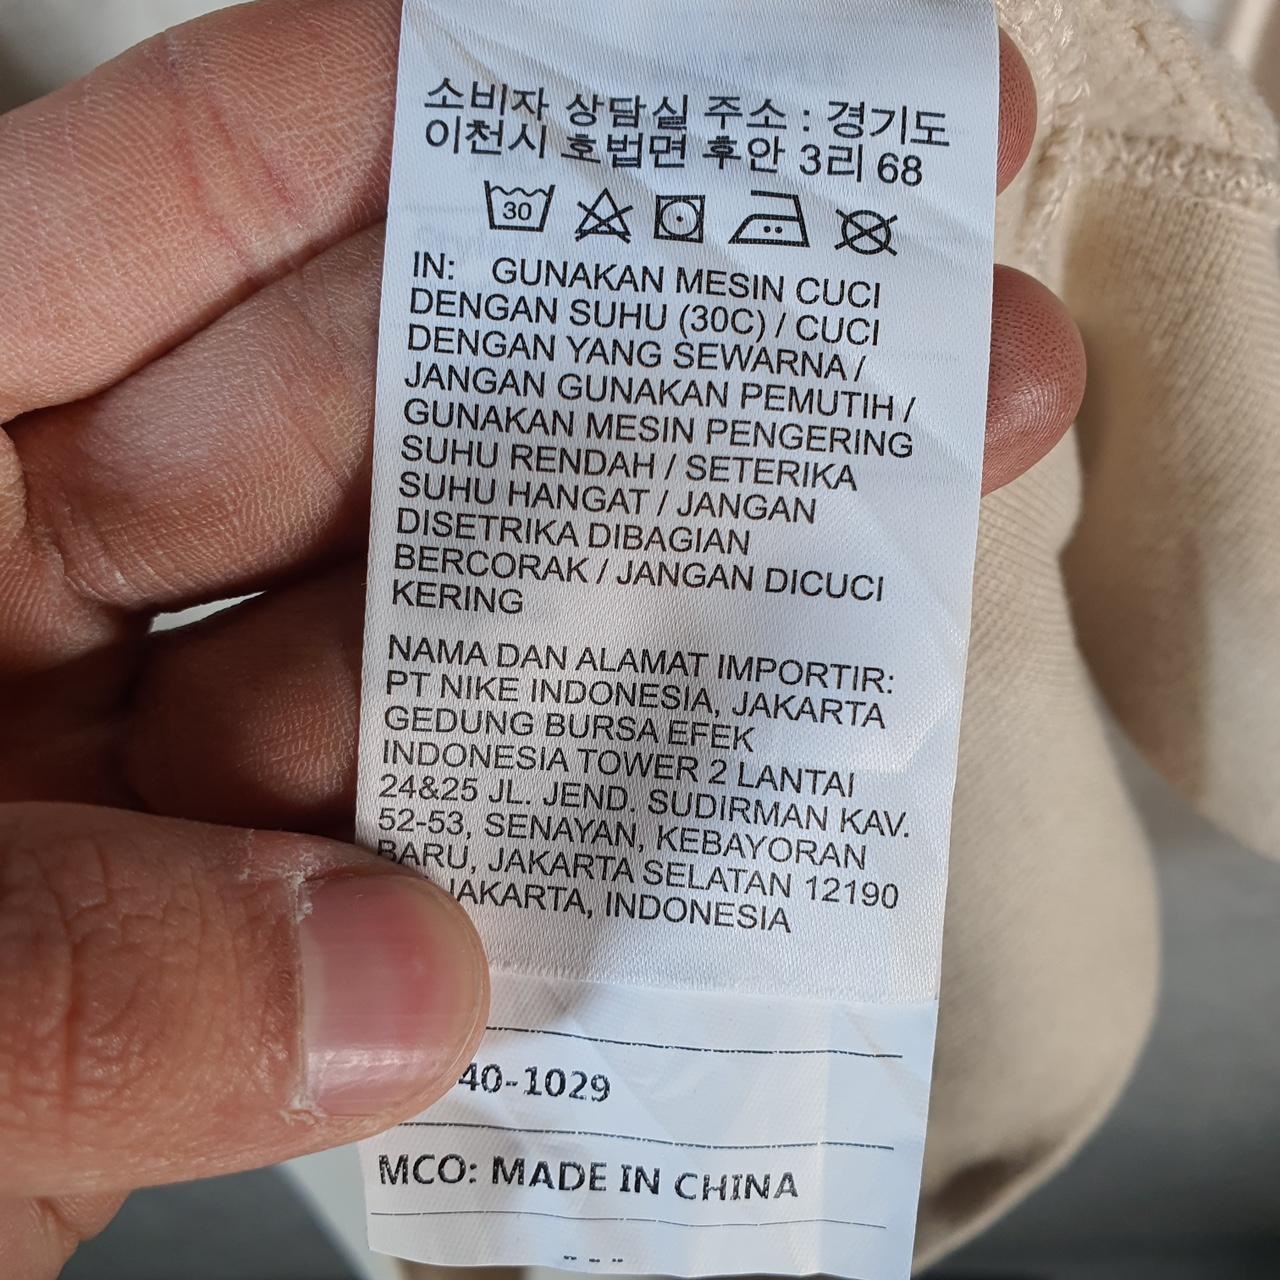 소비자 상담실 주소 : 경기도
이천시 호법면 후안 3리 68
30
IN: GUNAKAN MESIN CUCI
DENGAN SUHU (30C) / CUCI
DENGAN YANG SEWARNA /
JANGAN GUNAKAN PEMUTIH /
GUNAKAN MESIN PENGERING
SUHU RENDAH / SETERIKA
SUHU HANGAT / JANGAN
DISETRIKA DIBAGIAN
BERCORAK / JANGAN DICUCI
KERING
NAMA DAN ALAMAT IMPORTIR:
PT NIKE INDONESIA, JAKARTA
GEDUNG BURSA EFEK
INDONESIA TOWER 2 LANTAI
24&25 JL. JEND. SUDIRMAN KAV.
52-53, SENAYAN, KEBAYORAN
BARU, JAKARTA SELATAN 12190
JAKARTA, INDONESIA
40-1029
MCO: MADE IN CHINA
- - -